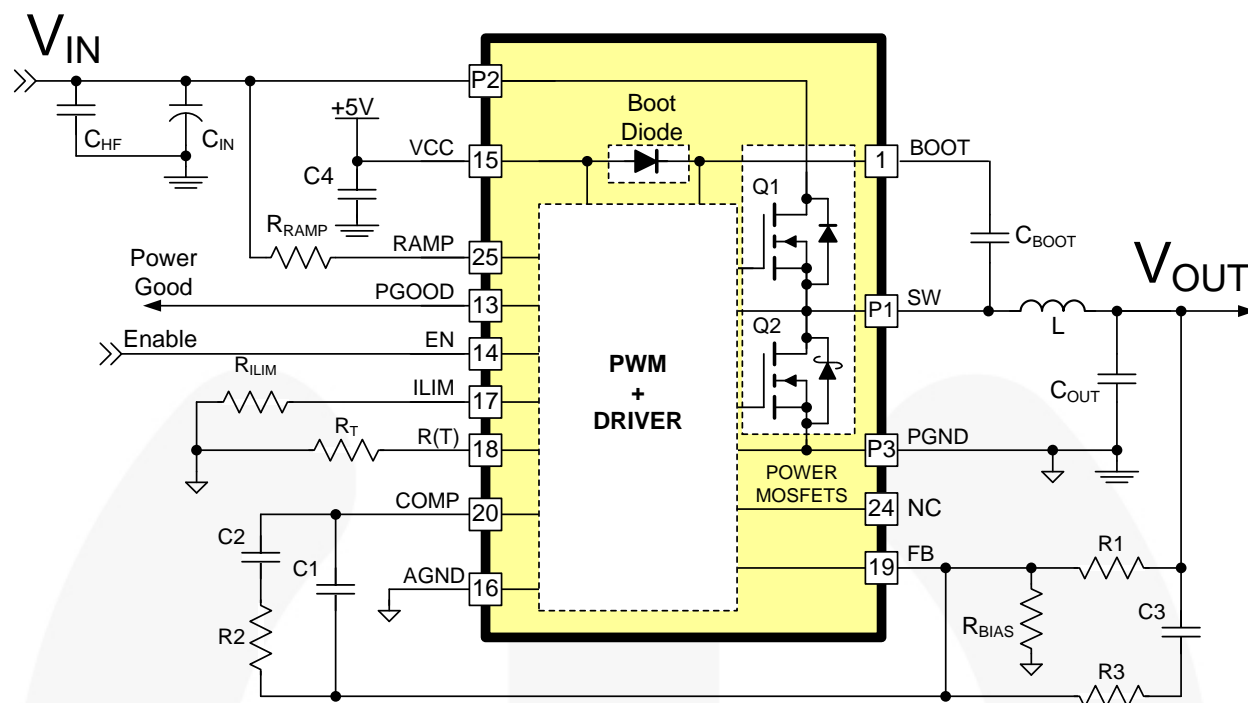 VIN
P2
+5V
Boot
Diode
CHF
CIN
VCC
15
1
BOOT
C4
Q1
RRAMP
RAMP
25
CBOOT
Power
Good
PGOOD
13
VOUT
P1
SW
L
Enable
EN
14
Q2
PWM
+
DRIVER
RILIM
ILIM
17
COUT
RT
R(T)
18
P3
PGND
POWER
MOSFETS
COMP
20
24
NC
C2
C1
19
FB
R1
AGND
16
RBIAS
C3
R2
R3